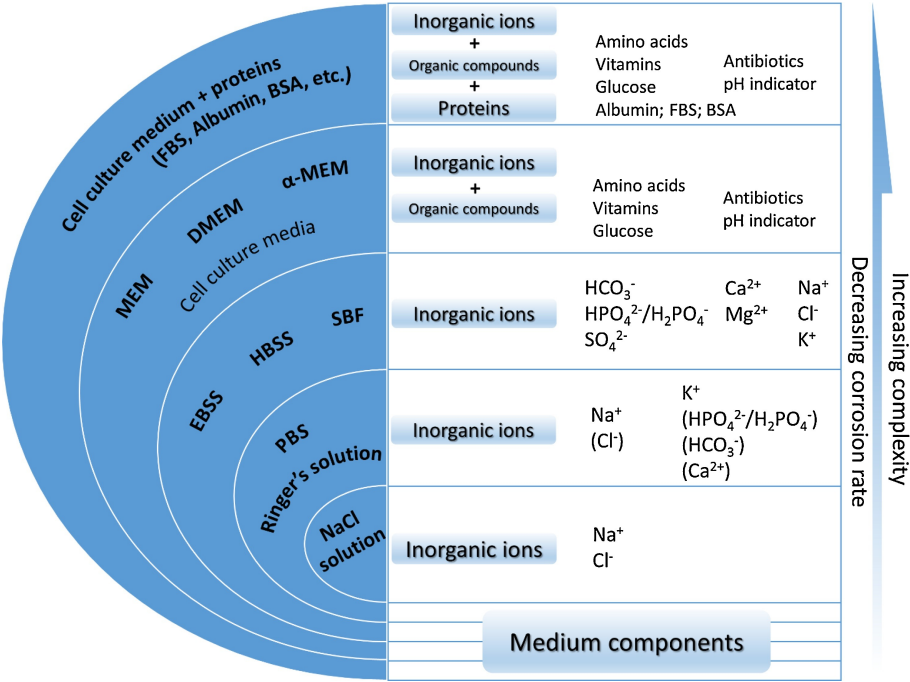 Cell culture medium + proteins
(FBS, Albumin, BSA, etc.)
Inorganic ions
+
Organic compounds
+
Proteins
Amino acids
Vitamins
Glucose
Albumin; FBS; BSA
Antibiotics
pH indicator
MEM
DMEM
α-MEM
Cell culture media
Inorganic ions
+
Organic compounds
Amino acids
Vitamins
Glucose
Antibiotics
pH indicator
EBSS
HBSS
SBF
Inorganic ions
HCO₃⁻
HPO₄²⁻/H₂PO₄⁻
SO₄²⁻
Ca²⁺
Mg²⁺
Na⁺
Cl⁻
K⁺
PBS
Ringer's solution
Inorganic ions
Na⁺
(Cl⁻)
K⁺
(HPO₄²⁻/H₂PO₄⁻)
(HCO₃⁻)
(Ca²⁺)
NaCl
solution
Inorganic ions
Na⁺
Cl⁻
Medium components
Decreasing corrosion rate
Increasing complexity